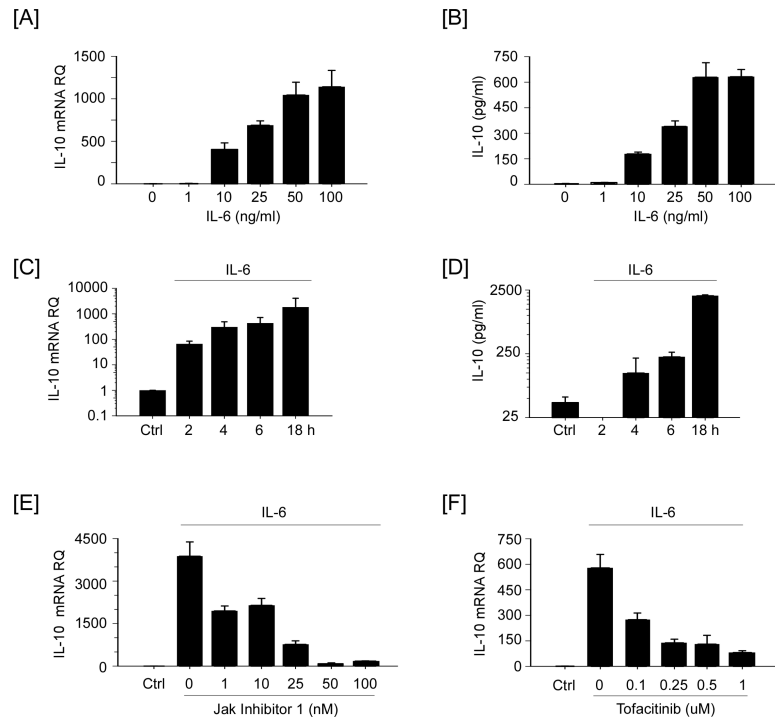 [A]
IL-10 mRNA RQ
1500
1000
500
0
0 1 10 25 50 100
IL-6 (ng/ml)
[B]
IL-10 (pg/ml)
750
600
450
300
150
0
0 1 10 25 50 100
IL-6 (ng/ml)
[C]
IL-6
IL-10 mRNA RQ
10000
1000
100
10
1
0.1
Ctrl 2 4 6 18 h
[D]
IL-6
IL-10 (pg/ml)
2500
250
25
Ctrl 2 4 6 18 h
[E]
IL-6
IL-10 mRNA RQ
4500
3000
1500
0
Ctrl 0 1 10 25 50 100
Jak Inhibitor 1 (nM)
[F]
IL-6
IL-10 mRNA RQ
750
600
450
300
150
0
Ctrl 0 0.1 0.25 0.5 1
Tofacitinib (uM)